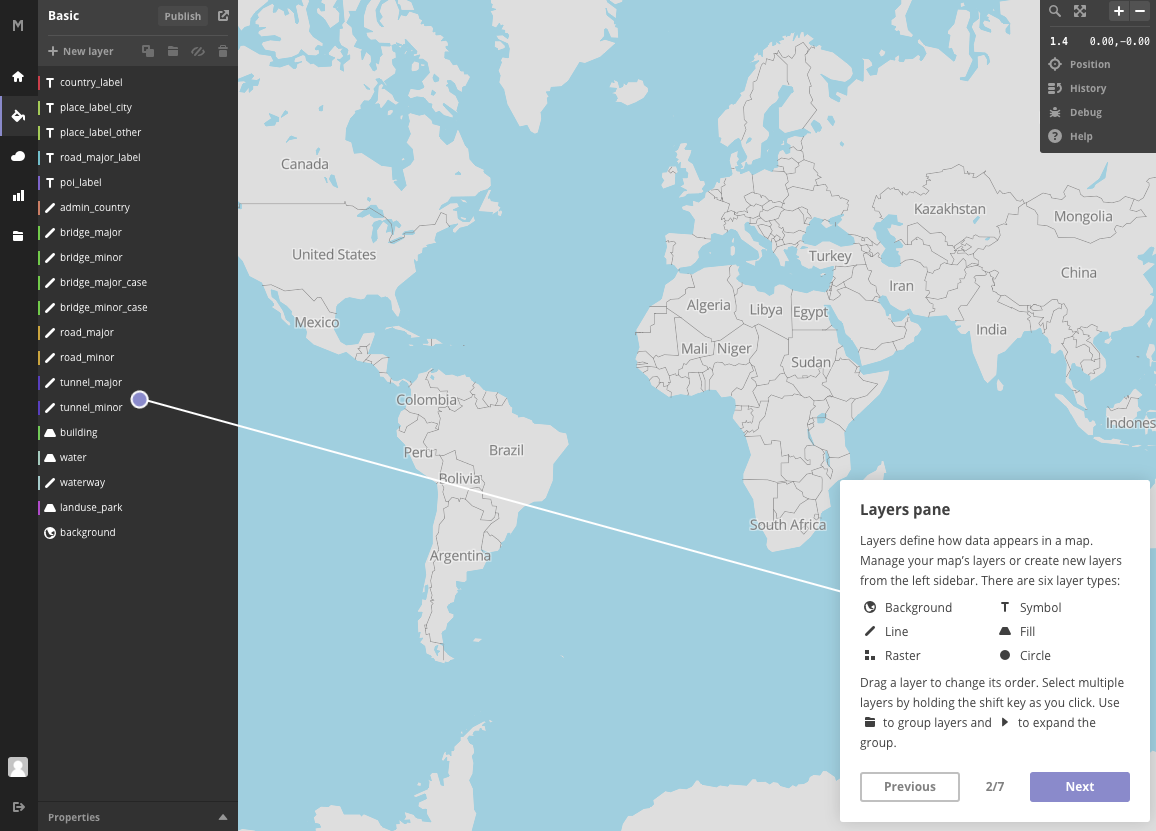 M
Basic
Publish
+ New layer
country_label
place_label_city
place_label_other
road_major_label
poi_label
admin_country
bridge_major
bridge_minor
bridge_major_case
bridge_minor_case
road_major
road_minor
tunnel_major
tunnel_minor
building
water
waterway
landuse_park
background
Properties
Canada
United States
Mexico
Colombia
Peru
Brazil
Bolivia
Argentina
Kazakhstan
Mongolia
Turkey
China
Iran
Algeria
Libya
Egypt
India
Mali
Niger
Sudan
Indones
South Africa
1.4 0.00,-0.00
Position
History
Debug
Help
Layers pane
Layers define how data appears in a map.
Manage your map's layers or create new layers
from the left sidebar. There are six layer types:
Background
T Symbol
Line
Fill
Raster
Circle
Drag a layer to change its order. Select multiple
layers by holding the shift key as you click. Use
to group layers and to expand the
group.
Previous
2/7
Next